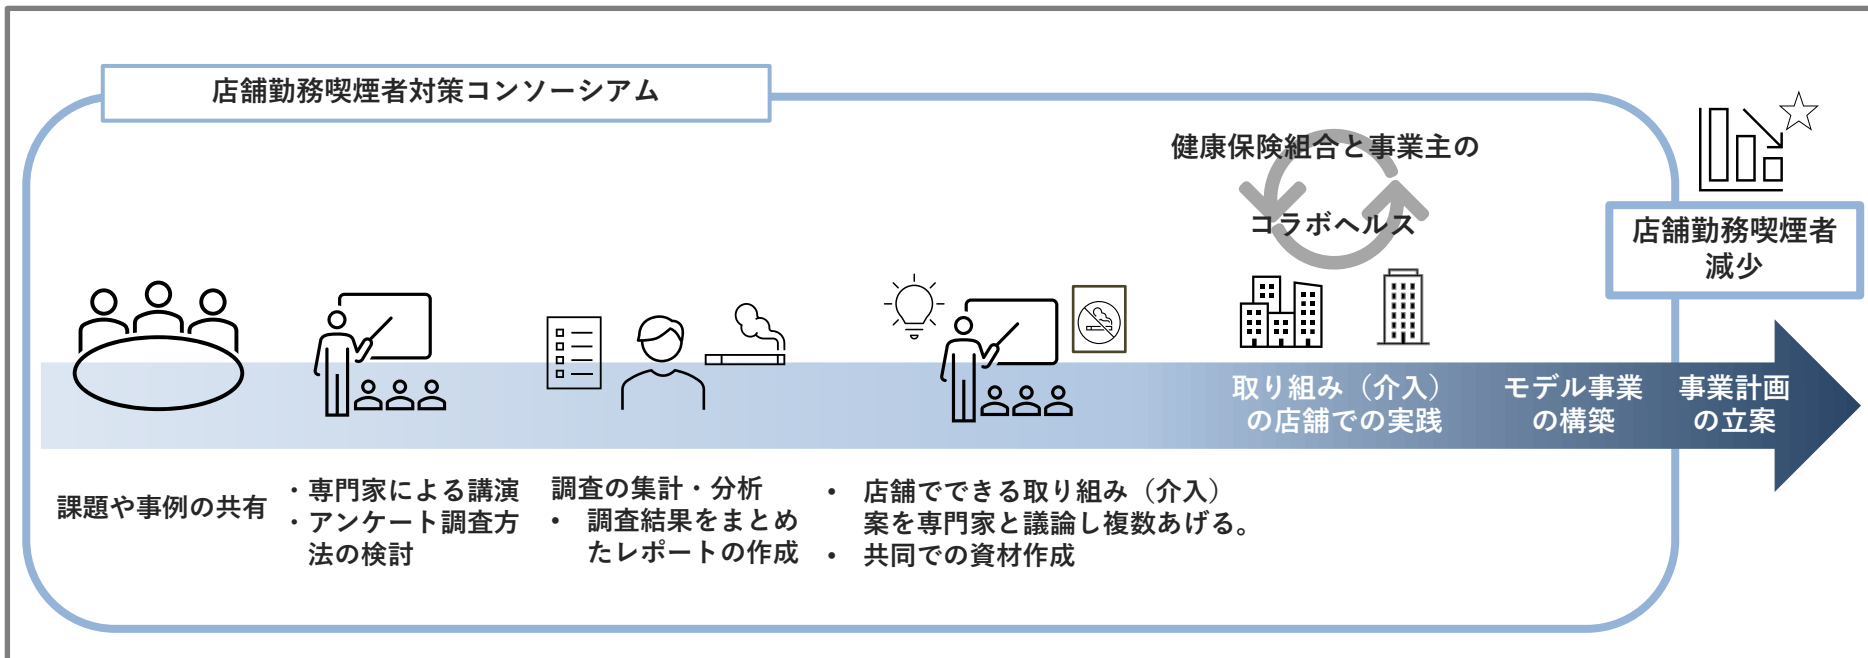 店舗勤務喫煙者対策コンソーシアム
健康保険組合と事業主の
コラボヘルス
店舗勤務喫煙者
減少
取り組み（介入）
の店舗での実践
モデル事業
の構築
事業計画
の立案
課題や事例の共有
・専門家による講演
・アンケート調査方
法の検討
調査の集計・分析
• 調査結果をまとめ
たレポートの作成
• 店舗でできる取り組み（介入）
案を専門家と議論し複数あげる。
• 共同での資材作成